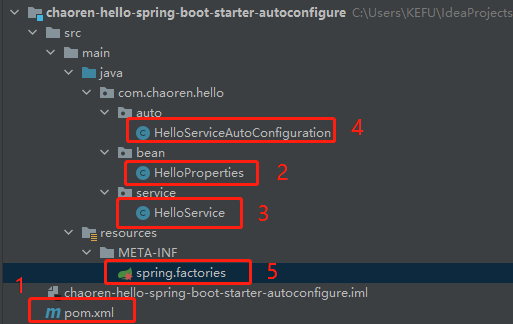 chaoren-hello-spring-boot-starter-autoconfigure C:\Users\KEFU\IdeaProjects
src
main
java
com.chaoren.hello
auto
HelloServiceAutoConfiguration 4
bean
HelloProperties 2
service
HelloService 3
resources
META-INF
spring.factories 5
1 chaoren-hello-spring-boot-starter-autoconfigure.iml
pom.xml